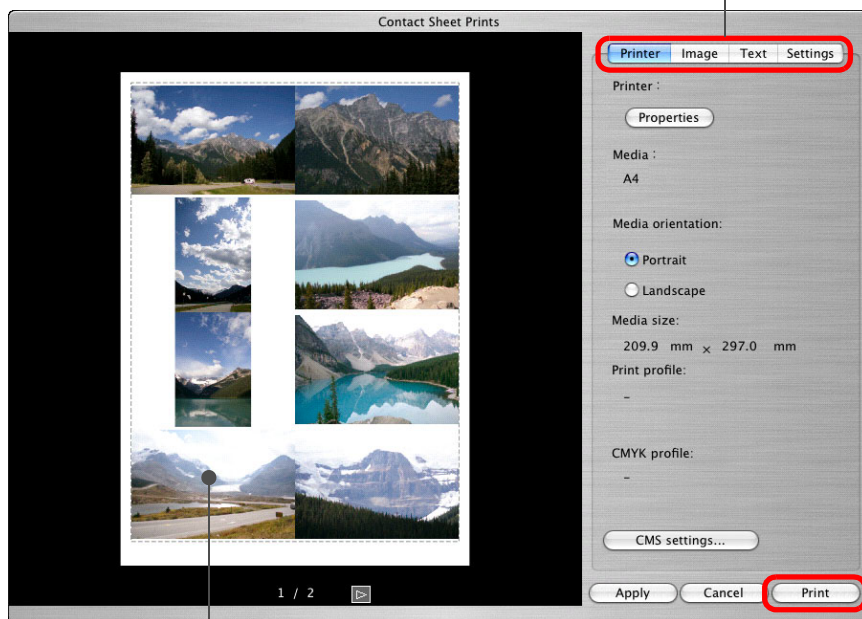 Contact Sheet Prints
Printer Image Text Settings
Printer :
Properties
Media :
A4
Media orientation:
Portrait
Landscape
Media size:
209.9 mm × 297.0 mm
Print profile:
–
CMYK profile:
–
CMS settings...
1 / 2
Apply Cancel Print